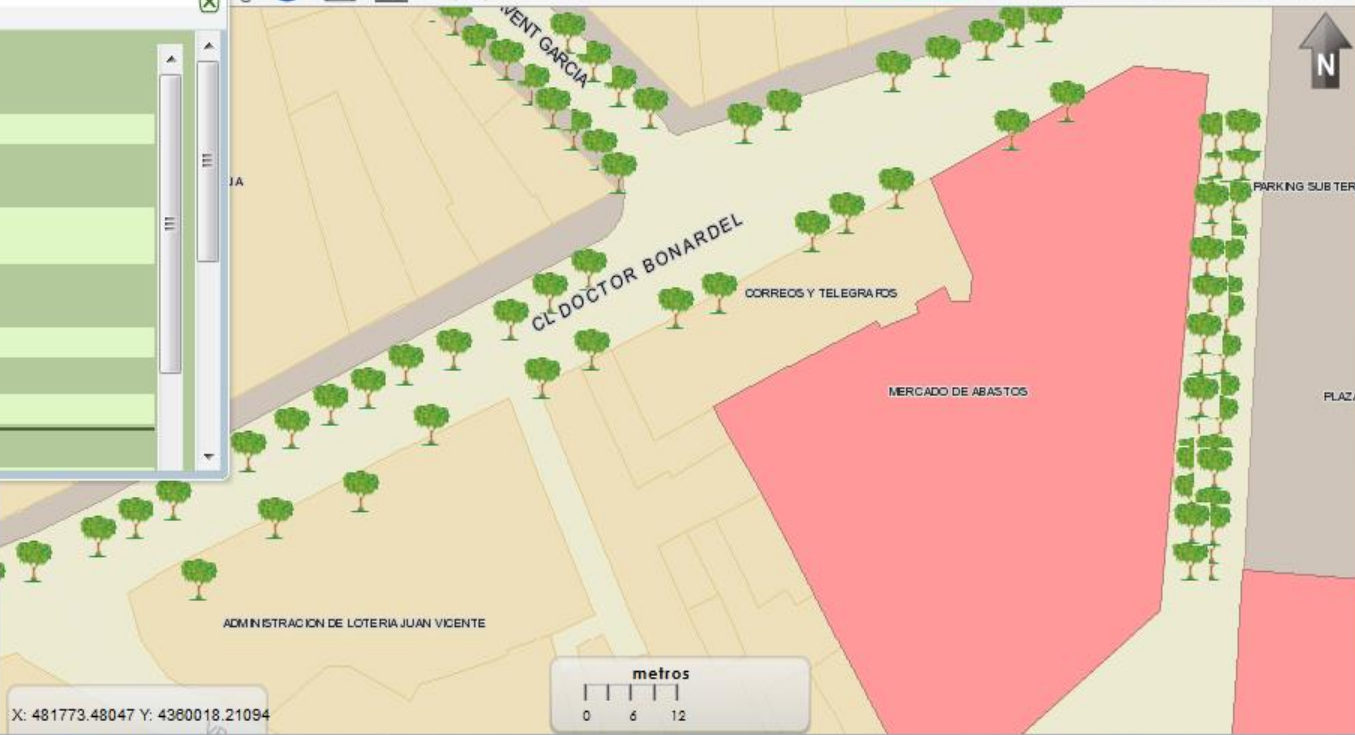 VENT GARCIA
N
JA
PARKING SUBTER
CL DOCTOR BONARDEL
CORREOS Y TELEGRAFOS
MERCADO DE ABASTOS
PLAZA
ADMINISTRACION DE LOTERIA JUAN VICENTE
metros
0 6 12
X: 481773.48047 Y: 4360018.21094